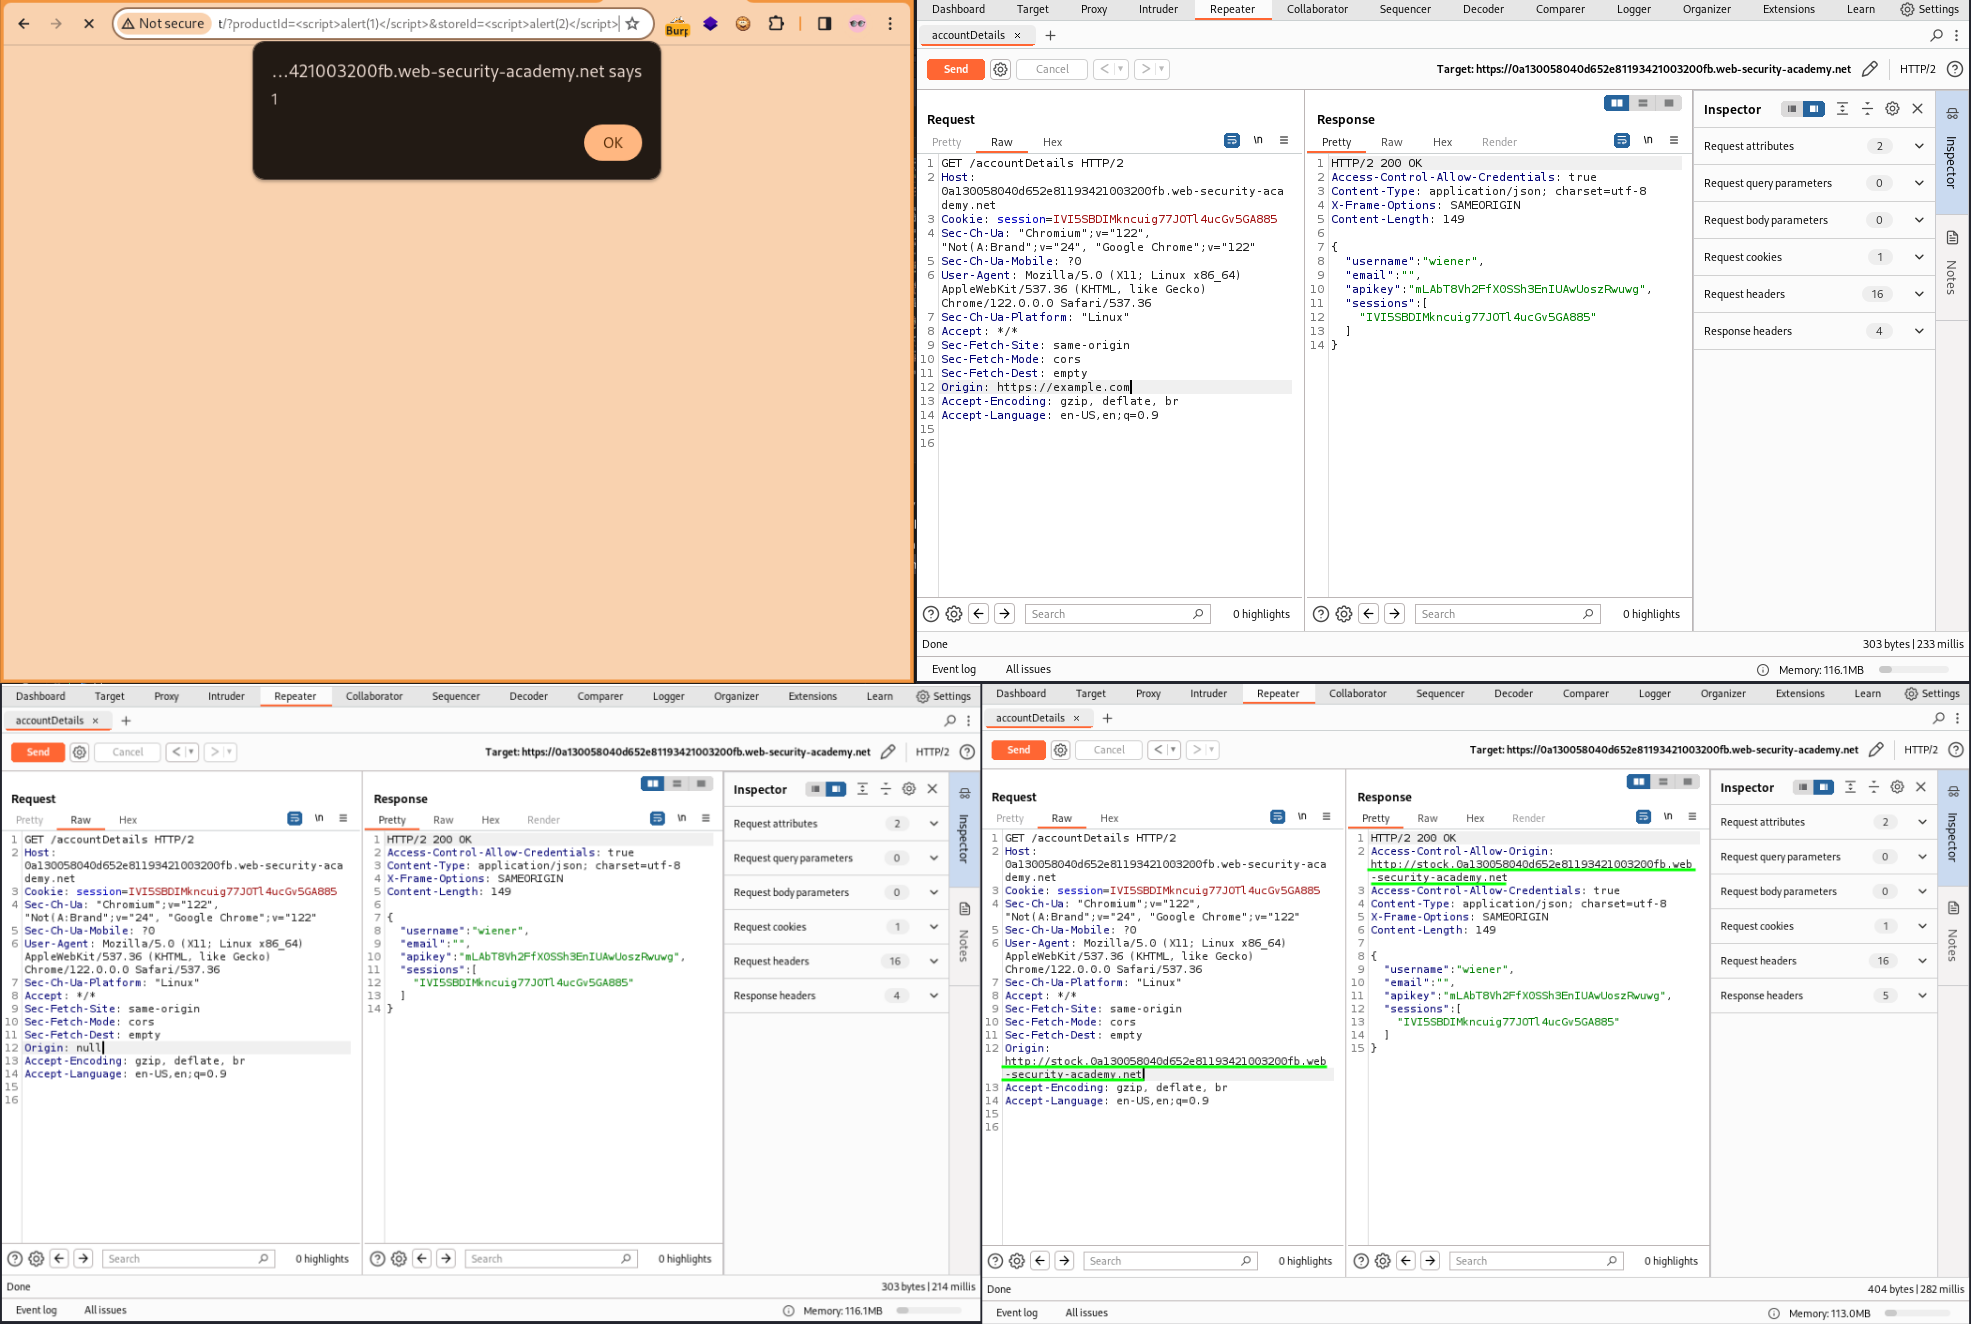 Not secure
t/?productId=<script>alert(1)</script>&storeId=<script>alert(2)</script>
Burp
...421003200fb.web-security-academy.net says
1
OK
Dashboard Target Proxy Intruder Repeater Collaborator Sequencer Decoder Comparer Logger Organizer Extensions Learn Settings
accountDetails × +
Send Cancel < > Target: https://0a130058040d652e81193421003200fb.web-security-academy.net HTTP/2
Request
Pretty Raw Hex \n
1 GET /accountDetails HTTP/2
2 Host:
0a130058040d652e81193421003200fb.web-security-aca
demy.net
3 Cookie: session=IVI5SBDIMkncuig77JOTl4ucGv5GA885
4 Sec-Ch-Ua: "Chromium";v="122",
"Not(A:Brand";v="24", "Google Chrome";v="122"
5 Sec-Ch-Ua-Mobile: ?0
6 User-Agent: Mozilla/5.0 (X11; Linux x86_64)
AppleWebKit/537.36 (KHTML, like Gecko)
Chrome/122.0.0.0 Safari/537.36
7 Sec-Ch-Ua-Platform: "Linux"
8 Accept: */*
9 Sec-Fetch-Site: same-origin
10 Sec-Fetch-Mode: cors
11 Sec-Fetch-Dest: empty
12 Origin: https://example.com
13 Accept-Encoding: gzip, deflate, br
14 Accept-Language: en-US,en;q=0.9
15
16
Search 0 highlights
Response
Pretty Raw Hex Render \n
1 HTTP/2 200 OK
2 Access-Control-Allow-Credentials: true
3 Content-Type: application/json; charset=utf-8
4 X-Frame-Options: SAMEORIGIN
5 Content-Length: 149
6
7 {
8 "username":"wiener",
9 "email":"",
10 "apikey":"mLAbT8Vh2FfXOSSh3EnIUAwUoszRwuwg",
11 "sessions":[
12 "IVI5SBDIMkncuig77JOTl4ucGv5GA885"
13 ]
14 }
Search 0 highlights
Inspector
Request attributes 2
Request query parameters 0
Request body parameters 0
Request cookies 1
Request headers 16
Response headers 4
Inspector
Notes
Done 303 bytes | 233 millis
Event log All issues Memory: 116.1MB
Dashboard Target Proxy Intruder Repeater Collaborator Sequencer Decoder Comparer Logger Organizer Extensions Learn Settings
accountDetails × +
Send Cancel < > Target: https://0a130058040d652e81193421003200fb.web-security-academy.net HTTP/2
Request
Pretty Raw Hex \n
1 GET /accountDetails HTTP/2
2 Host:
0a130058040d652e81193421003200fb.web-security-aca
demy.net
3 Cookie: session=IVI5SBDIMkncuig77JOTl4ucGv5GA885
4 Sec-Ch-Ua: "Chromium";v="122",
"Not(A:Brand";v="24", "Google Chrome";v="122"
5 Sec-Ch-Ua-Mobile: ?0
6 User-Agent: Mozilla/5.0 (X11; Linux x86_64)
AppleWebKit/537.36 (KHTML, like Gecko)
Chrome/122.0.0.0 Safari/537.36
7 Sec-Ch-Ua-Platform: "Linux"
8 Accept: */*
9 Sec-Fetch-Site: same-origin
10 Sec-Fetch-Mode: cors
11 Sec-Fetch-Dest: empty
12 Origin: null
13 Accept-Encoding: gzip, deflate, br
14 Accept-Language: en-US,en;q=0.9
15
16
Search 0 highlights
Response
Pretty Raw Hex Render \n
1 HTTP/2 200 OK
2 Access-Control-Allow-Credentials: true
3 Content-Type: application/json; charset=utf-8
4 X-Frame-Options: SAMEORIGIN
5 Content-Length: 149
6
7 {
8 "username":"wiener",
9 "email":"",
10 "apikey":"mLAbT8Vh2FfXOSSh3EnIUAwUoszRwuwg",
11 "sessions":[
12 "IVI5SBDIMkncuig77JOTl4ucGv5GA885"
13 ]
14 }
Search 0 highlights
Inspector
Request attributes 2
Request query parameters 0
Request body parameters 0
Request cookies 1
Request headers 16
Response headers 4
Inspector
Notes
Done 303 bytes | 214 millis
Event log All issues Memory: 116.1MB
Dashboard Target Proxy Intruder Repeater Collaborator Sequencer Decoder Comparer Logger Organizer Extensions Learn Settings
accountDetails × +
Send Cancel < > Target: https://0a130058040d652e81193421003200fb.web-security-academy.net HTTP/2
Request
Pretty Raw Hex \n
1 GET /accountDetails HTTP/2
2 Host:
0a130058040d652e81193421003200fb.web-security-aca
demy.net
3 Cookie: session=IVI5SBDIMkncuig77JOTl4ucGv5GA885
4 Sec-Ch-Ua: "Chromium";v="122",
"Not(A:Brand";v="24", "Google Chrome";v="122"
5 Sec-Ch-Ua-Mobile: ?0
6 User-Agent: Mozilla/5.0 (X11; Linux x86_64)
AppleWebKit/537.36 (KHTML, like Gecko)
Chrome/122.0.0.0 Safari/537.36
7 Sec-Ch-Ua-Platform: "Linux"
8 Accept: */*
9 Sec-Fetch-Site: same-origin
10 Sec-Fetch-Mode: cors
11 Sec-Fetch-Dest: empty
12 Origin:
http://stock.0a130058040d652e81193421003200fb.web
-security-academy.net
13 Accept-Encoding: gzip, deflate, br
14 Accept-Language: en-US,en;q=0.9
15
16
Search 0 highlights
Response
Pretty Raw Hex Render \n
1 HTTP/2 200 OK
2 Access-Control-Allow-Origin:
http://stock.0a130058040d652e81193421003200fb.web
-security-academy.net
3 Access-Control-Allow-Credentials: true
4 Content-Type: application/json; charset=utf-8
5 X-Frame-Options: SAMEORIGIN
6 Content-Length: 149
7
8 {
9 "username":"wiener",
10 "email":"",
11 "apikey":"mLAbT8Vh2FfXOSSh3EnIUAwUoszRwuwg",
12 "sessions":[
13 "IVI5SBDIMkncuig77JOTl4ucGv5GA885"
14 ]
15 }
Search 0 highlights
Inspector
Request attributes 2
Request query parameters 0
Request body parameters 0
Request cookies 1
Request headers 16
Response headers 5
Inspector
Notes
Done 404 bytes | 282 millis
Event log All issues Memory: 113.0MB